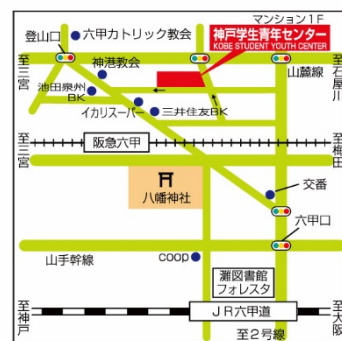 マンション1F
六甲カトリック教会
登山口
神戸学生青年センター
KOBE STUDENT YOUTH CENTER
至三宮
神港教会
山麓線
至石屋川
池田泉州
BK
イカリスーパー
三井住友BK
阪急六甲
至三宮
至梅田
八幡神社
交番
六甲口
山手幹線
coop
灘図書館
フォレスタ
至神戸
JR六甲道
至大阪
至2号線